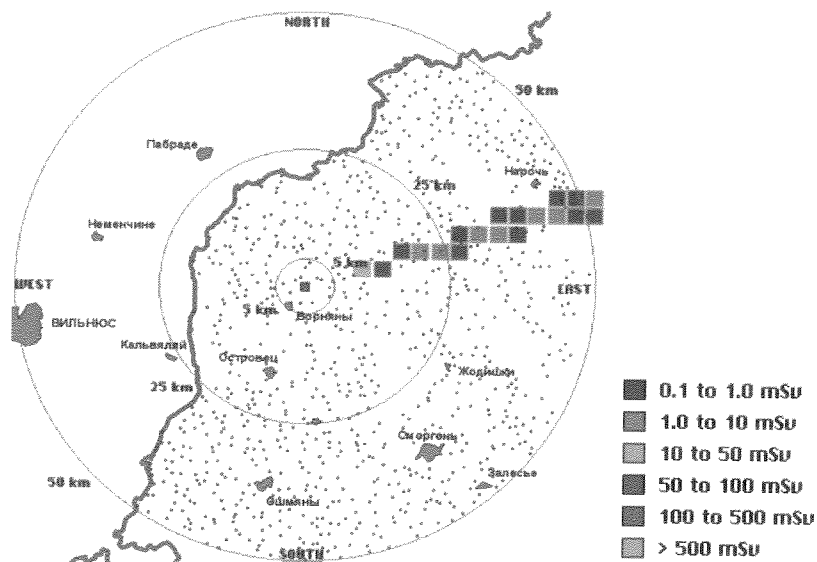 NORTH
50 km
Пабраде
Нарочь
25 km
Неменчине
5 km
WEST
EAST
5 km
Ворняны
ВИЛЬНЮС
Кальвяляй
Островец
Жодишки
25 km
Сморгонь
Залесье
50 km
Ошмяны
SOUTH
0.1 to 1.0 mSv
1.0 to 10 mSv
10 to 50 mSv
50 to 100 mSv
100 to 500 mSv
> 500 mSv